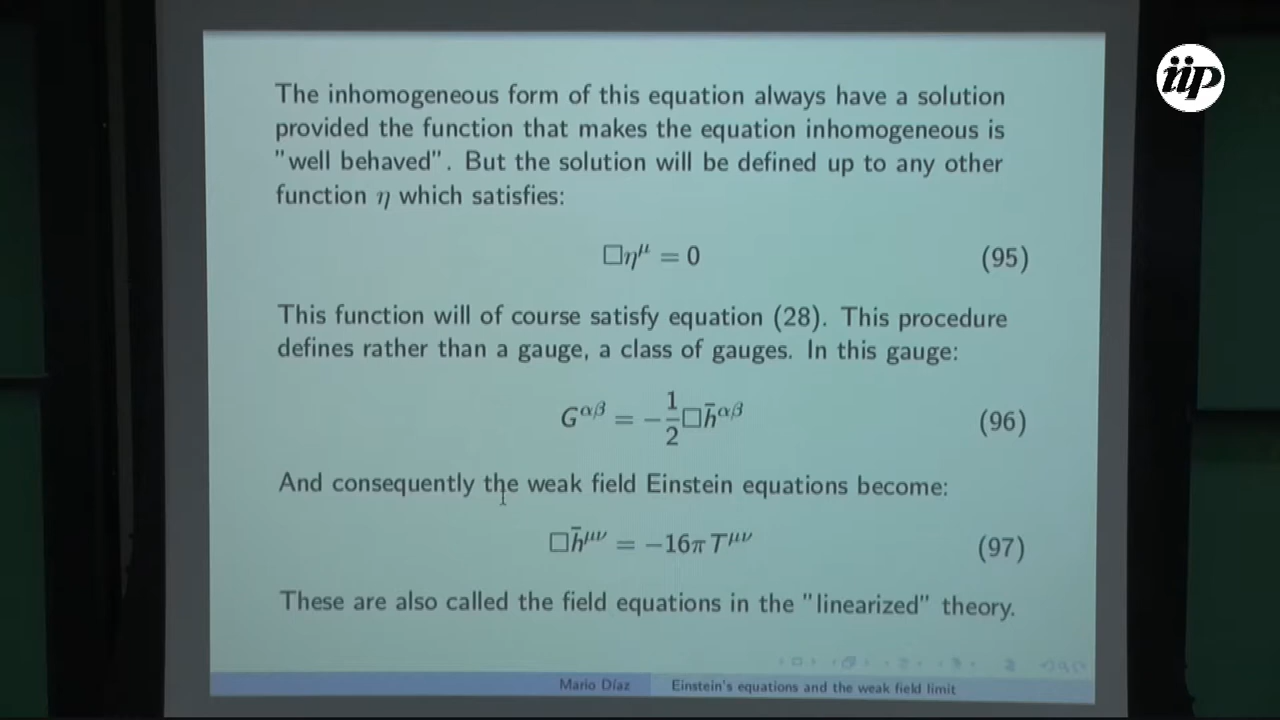 iip
The inhomogeneous form of this equation always have a solution
provided the function that makes the equation inhomogeneous is
"well behaved". But the solution will be defined up to any other
function η which satisfies:
□η^μ = 0 (95)
This function will of course satisfy equation (28). This procedure
defines rather than a gauge, a class of gauges. In this gauge:
G^{αβ} = −\frac{1}{2}□h̄^{αβ} (96)
And consequently the weak field Einstein equations become:
□h̄^{μν} = −16πT^{μν} (97)
These are also called the field equations in the "linearized" theory.
Mario Díaz Einstein's equations and the weak field limit